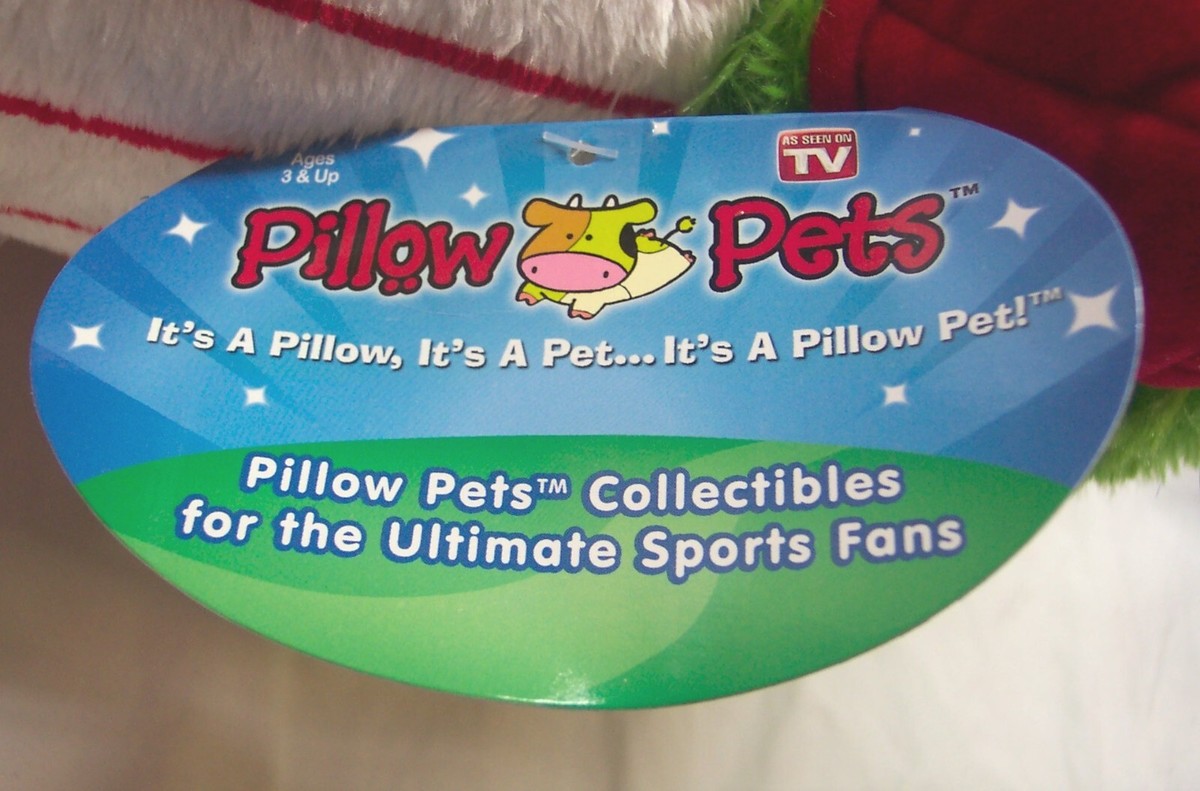 Ages
3 & Up
AS SEEN ON
TV
Pillow Pets™
It's A Pillow, It's A Pet... It's A Pillow Pet!™
Pillow Pets™ Collectibles
for the Ultimate Sports Fans